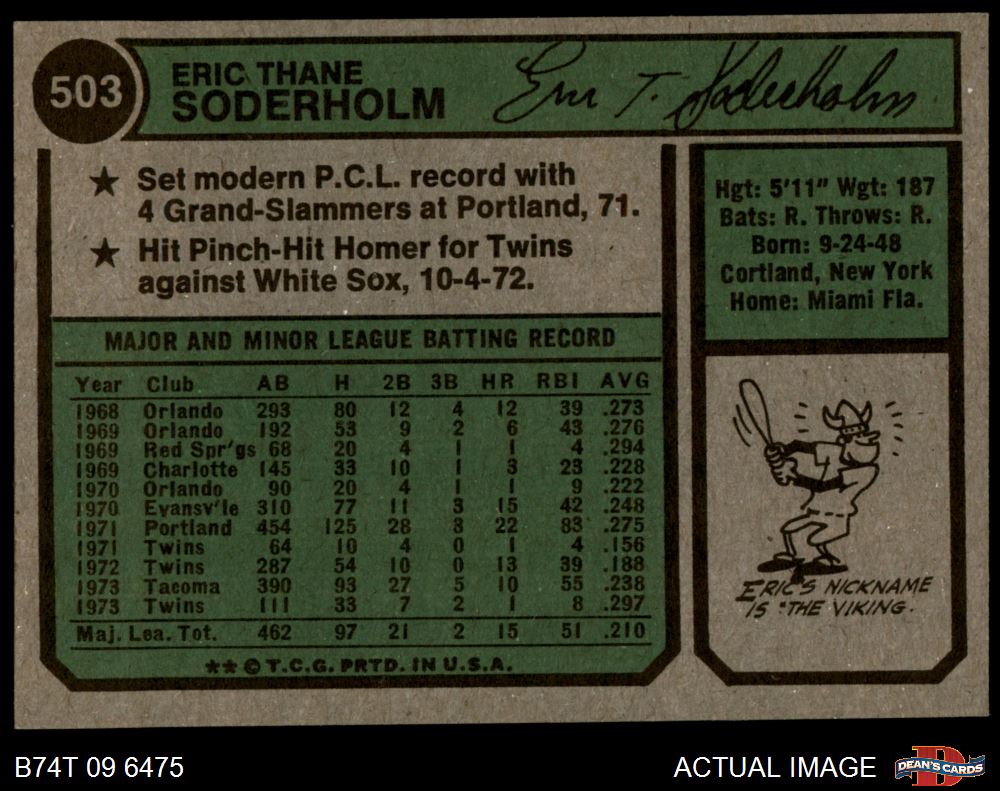 503
ERIC THANE
SODERHOLM
Eric T. Soderholm
★ Set modern P.C.L. record with
4 Grand-Slammers at Portland, 71.
★ Hit Pinch-Hit Homer for Twins
against White Sox, 10-4-72.
Hgt: 5'11" Wgt: 187
Bats: R. Throws: R.
Born: 9-24-48
Cortland, New York
Home: Miami Fla.
MAJOR AND MINOR LEAGUE BATTING RECORD
Year Club AB H 2B 3B HR RBI AVG
1968 Orlando 293 80 12 4 12 39 .273
1969 Orlando 192 53 9 2 6 43 .276
1969 Red Spr'gs 68 20 4 1 1 4 .294
1969 Charlotte 145 33 10 1 3 23 .228
1970 Orlando 90 20 4 1 1 9 .222
1970 Evansv'le 310 77 11 3 15 42 .248
1971 Portland 454 125 28 3 22 83 .275
1971 Twins 64 10 4 0 1 4 .156
1972 Twins 287 54 10 0 13 39 .188
1973 Tacoma 390 93 27 5 10 55 .238
1973 Twins 111 33 7 2 1 8 .297
Maj. Lea. Tot. 462 97 21 2 15 51 .210
★★ © T.C.G. PRTD. IN U.S.A.
ERIC'S NICKNAME
IS "THE VIKING.
B74T 09 6475
ACTUAL IMAGE
DEAN'S CARDS